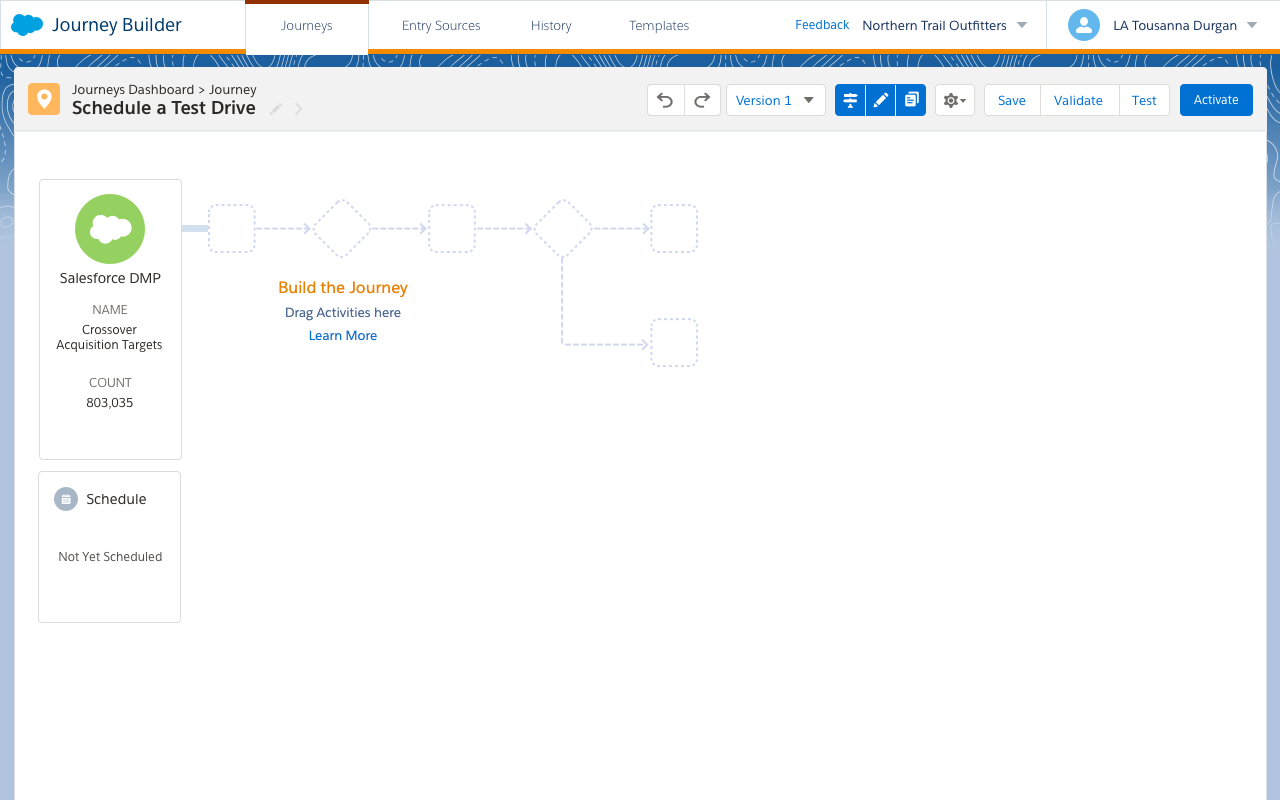 Journey Builder
Journeys
Entry Sources
History
Templates
Feedback
Northern Trail Outfitters
LA Tousanna Durgan
Journeys Dashboard > Journey
Schedule a Test Drive
Version 1
Save
Validate
Test
Activate
Salesforce DMP
NAME
Crossover
Acquisition Targets
COUNT
803,035
Build the Journey
Drag Activities here
Learn More
Schedule
Not Yet Scheduled